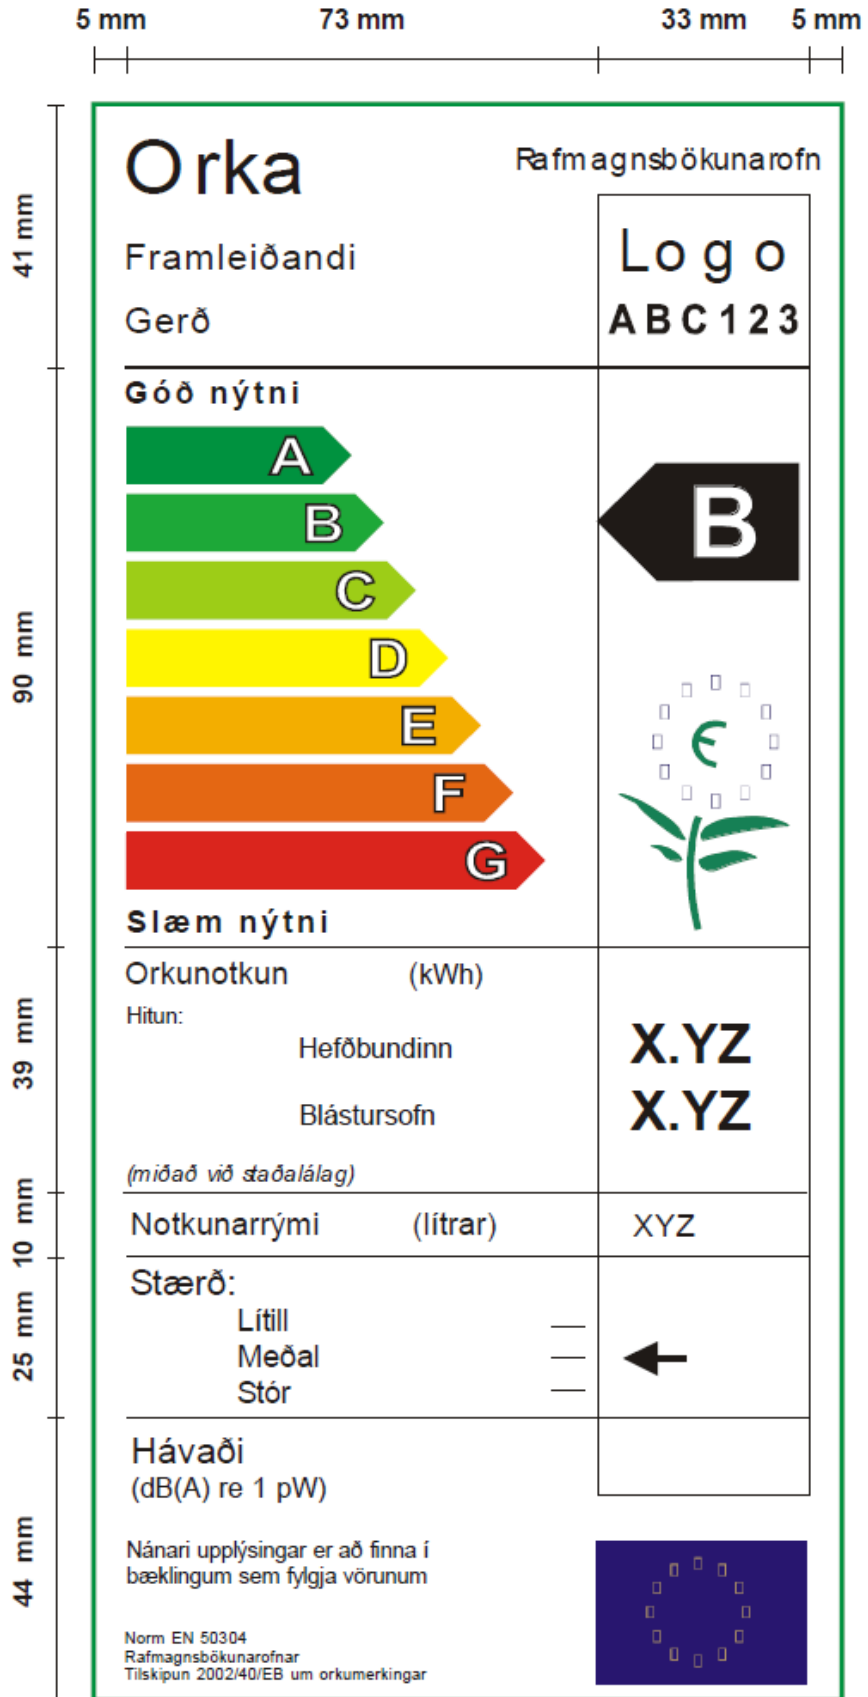 5 mm 73 mm 33 mm 5 mm
41 mm
90 mm
39 mm
10 mm
25 mm
44 mm
Orka Rafmagnsbökunarofn
Framleiðandi Logo
Gerð ABC123
Góð nýtni
A
B
B
C
D
E
F
G
Slæm nýtni
Orkunotkun (kWh)
Hitun:
Hefðbundinn X.YZ
Blástursofn X.YZ
(miðað við staðalálag)
Notkunarrými (lítrar) XYZ
Stærð:
Lítill —
Meðal —
Stór —
Hávaði
(dB(A) re 1 pW)
Nánari upplýsingar er að finna í
bæklingum sem fylgja vörunum
Norm EN 50304
Rafmagnsbökunarofnar
Tilskipun 2002/40/EB um orkumerkingar